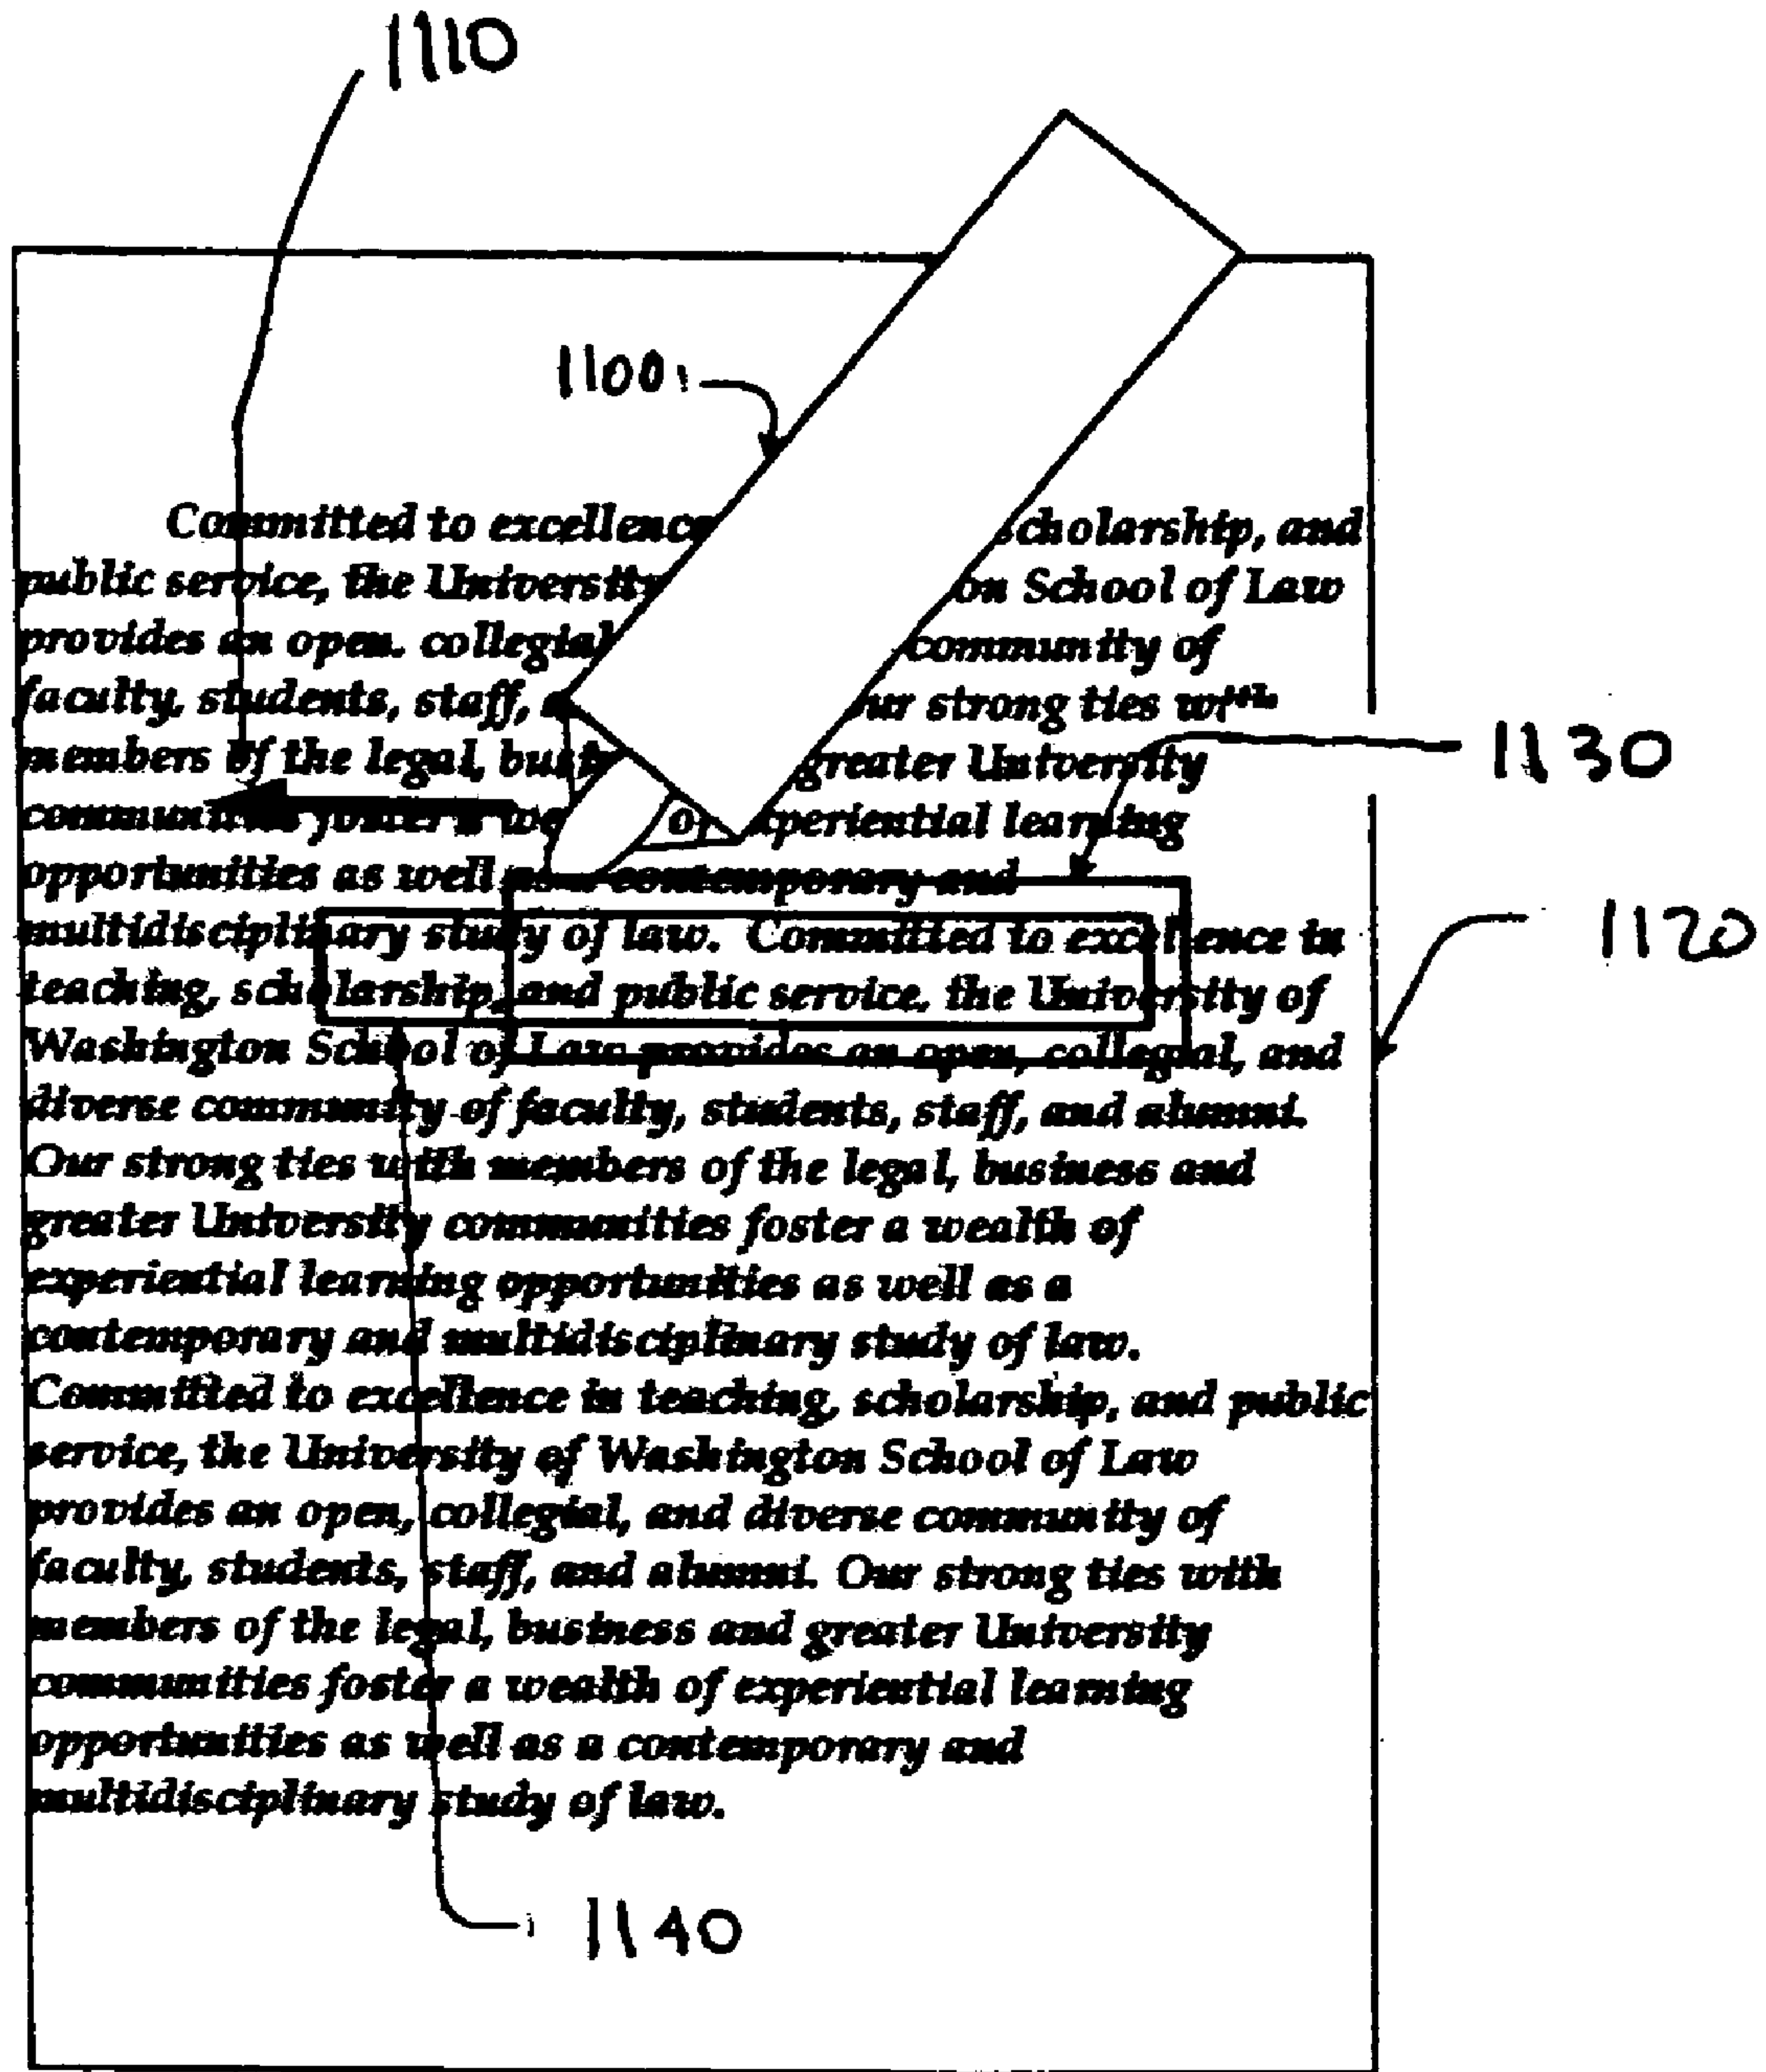 1110
1100
Committed to excellence scholarship, and
public service, the University on School of Law
provides an open. collegial community of
faculty, students, staff, ur strong ties with
members of the legal, greater University
communities foster a experiential learning
opportunities as well as a contemporary and
1130
multidisciplinary study of law. Committed to excellence in
1120
teaching, scholarship, and public service, the University of
Washington School of Law provides an open, collegial, and
diverse community of faculty, students, staff, and alumni.
Our strong ties with members of the legal, business and
greater University communities foster a wealth of
experiential learning opportunities as well as a
contemporary and multidisciplinary study of law.
Committed to excellence in teaching, scholarship, and public
service, the University of Washington School of Law
provides an open, collegial, and diverse community of
faculty, students, staff, and alumni. Our strong ties with
members of the legal, business and greater University
communities foster a wealth of experiential learning
opportunities as well as a contemporary and
multidisciplinary study of law.
1140